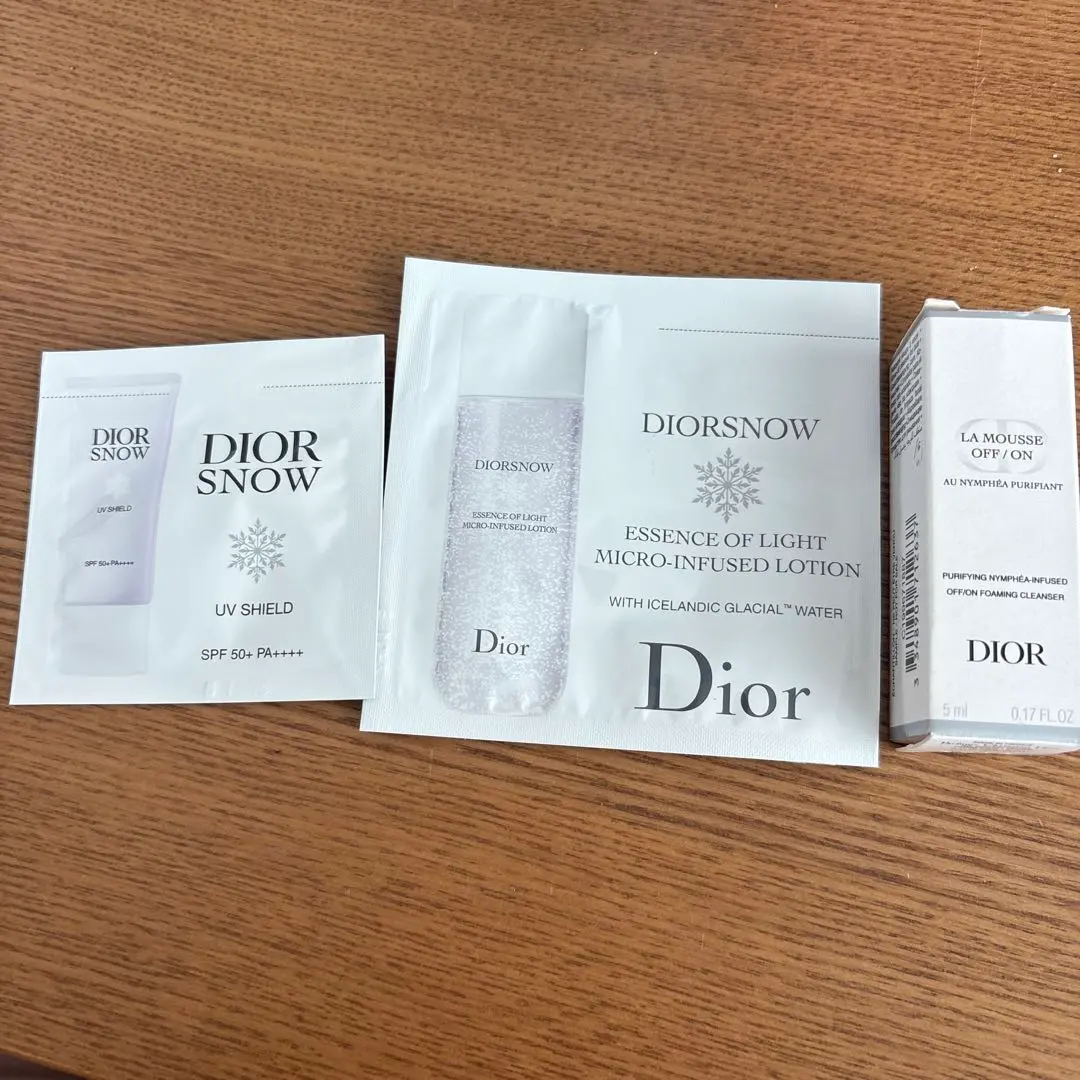 DIOR
SNOW
UV SHIELD
SPF 50+ PA++++
DIOR
SNOW
UV SHIELD
SPF 50+ PA++++
DIORSNOW
ESSENCE OF LIGHT
MICRO-INFUSED LOTION
Dior
DIORSNOW
ESSENCE OF LIGHT
MICRO-INFUSED LOTION
WITH ICELANDIC GLACIAL™ WATER
Dior
LA MOUSSE
OFF / ON
AU NYMPHÉA PURIFIANT
PURIFYING NYMPHÉA-INFUSED
OFF/ON FOAMING CLEANSER
DIOR
5 ml 0.17 FL.OZ